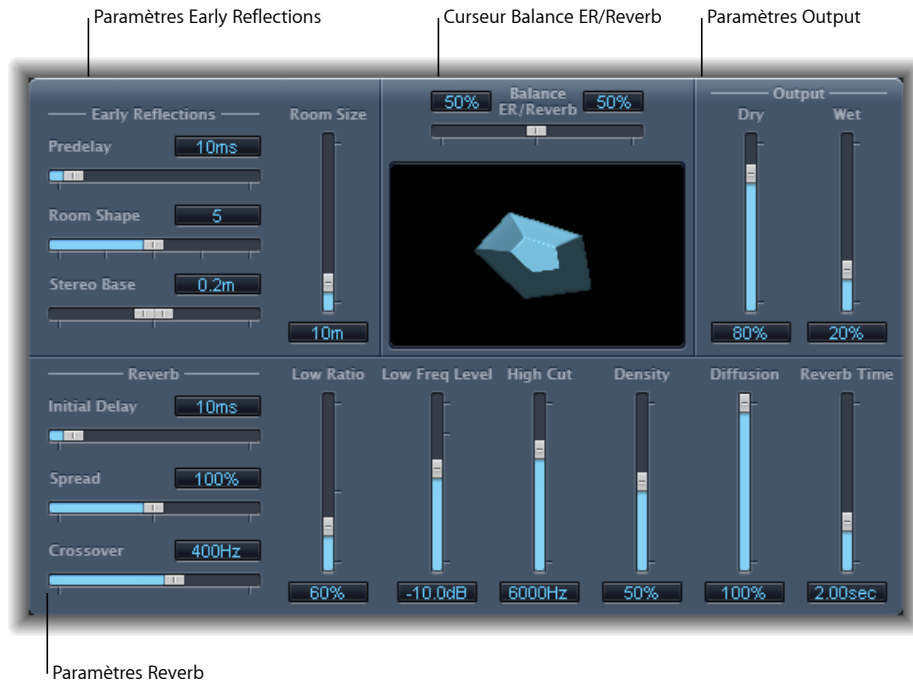 Paramètres Early Reflections
Curseur Balance ER/Reverb
Paramètres Output
Early Reflections
Room Size
50%
Balance
ER/Reverb
50%
Output
Dry
Wet
Predelay
10ms
Room Shape
5
Stereo Base
0.2m
10m
80%
20%
Reverb
Low Ratio
Low Freq Level
High Cut
Density
Diffusion
Reverb Time
Initial Delay
10ms
Spread
100%
Crossover
400Hz
60%
-10.0dB
6000Hz
50%
100%
2.00sec
Paramètres Reverb